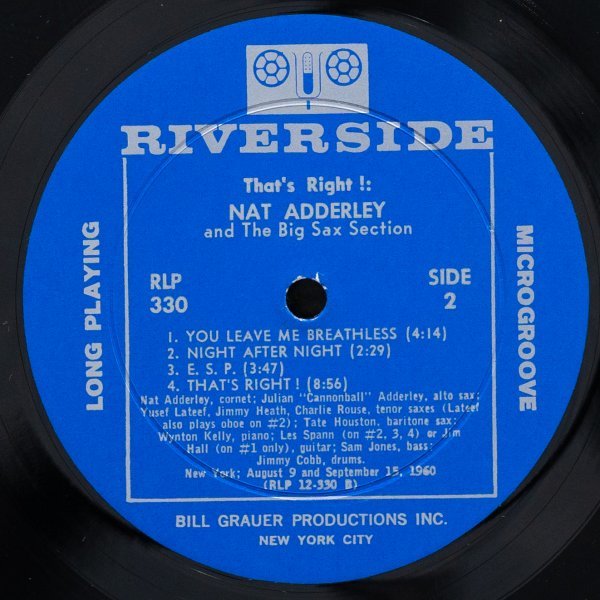 RIVERSIDE
That's Right !:
NAT ADDERLEY
and The Big Sax Section
LONG PLAYING
MICROGROOVE
RLP
330
SIDE
2
1. YOU LEAVE ME BREATHLESS (4:14)
2. NIGHT AFTER NIGHT (2:29)
3. E. S. P. (3:47)
4. THAT'S RIGHT ! (8:56)
Nat Adderley, cornet; Julian "Cannonball" Adderley, alto sax;
Yusef Lateef, Jimmy Heath, Charlie Rouse, tenor saxes (Lateef
also plays oboe on #2); Tate Houston, baritone sax;
Wynton Kelly, piano; Les Spann (on #2, 3, 4) or Jim
Hall (on #1 only), guitar; Sam Jones, bass;
Jimmy Cobb, drums.
New York; August 9 and September 15, 1960
(RLP 12-330 B)
BILL GRAUER PRODUCTIONS INC.
NEW YORK CITY